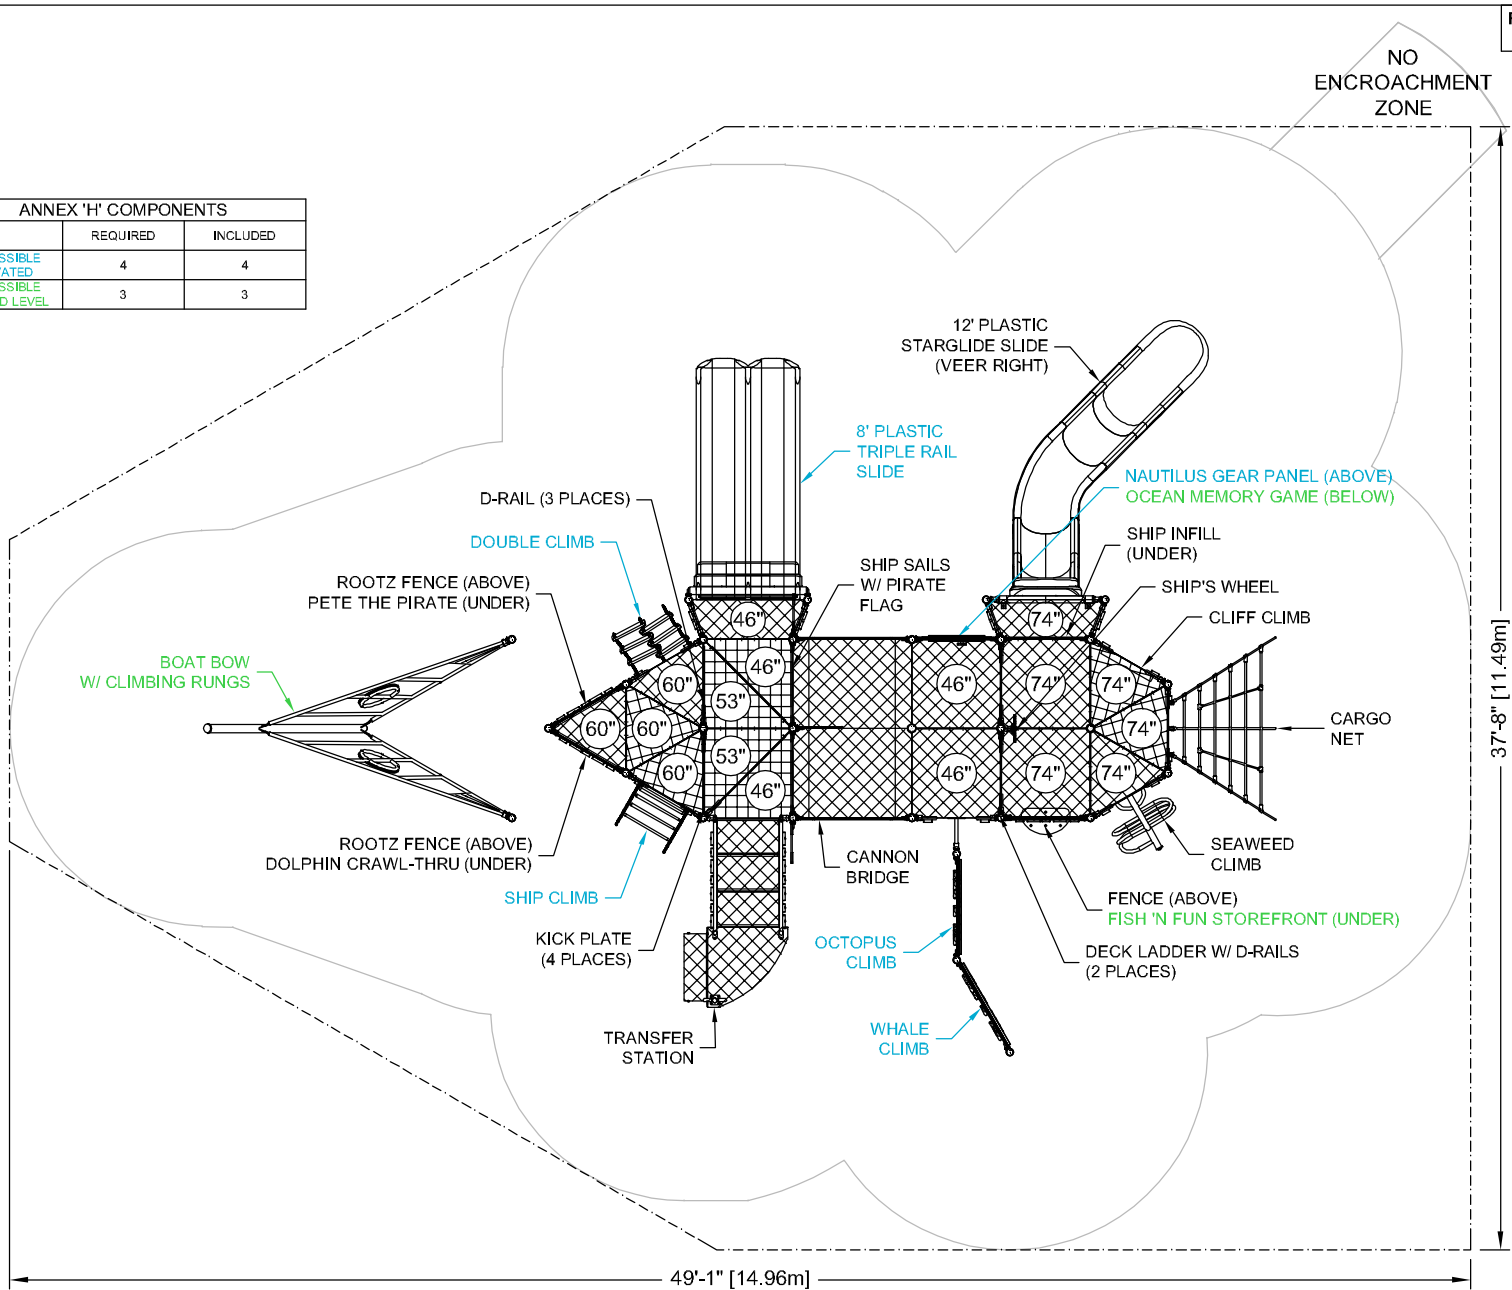 NO
ENCROACHMENT
ZONE
ANNEX 'H' COMPONENTS
REQUIRED INCLUDED
4 4
3 3
D LEVEL
12' PLASTIC
STARGLIDE SLIDE
(VEER RIGHT)
8' PLASTIC
TRIPLE RAIL
SLIDE
NAUTILUS GEAR PANEL (ABOVE)
OCEAN MEMORY GAME (BELOW)
D-RAIL (3 PLACES)
DOUBLE CLIMB
SHIP INFILL
(UNDER)
SHIP SAILS
W/ PIRATE
FLAG
ROOTZ FENCE (ABOVE)
PETE THE PIRATE (UNDER)
SHIP'S WHEEL
CLIFF CLIMB
BOAT BOW
W/ CLIMBING RUNGS
46" 74"
46"
60" 53" 46" 74" 74"
60" 60" 74"
60" 53" 46" 74" 74"
46"
CARGO
NET
37'-8" [11.49m]
ROOTZ FENCE (ABOVE)
DOLPHIN CRAWL-THRU (UNDER)
CANNON
BRIDGE
SEAWEED
CLIMB
SHIP CLIMB
FENCE (ABOVE)
FISH 'N FUN STOREFRONT (UNDER)
KICK PLATE
(4 PLACES)
OCTOPUS
CLIMB
DECK LADDER W/ D-RAILS
(2 PLACES)
TRANSFER
STATION
WHALE
CLIMB
49'-1" [14.96m]